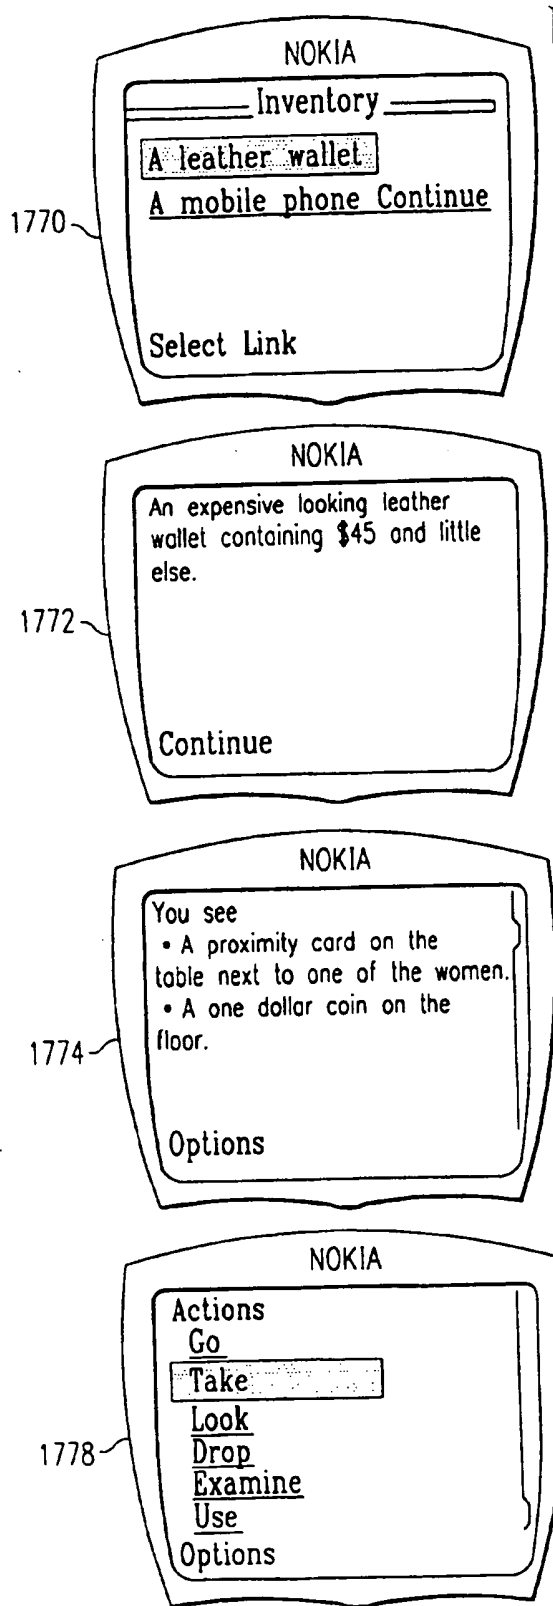 NOKIA
Inventory
A leather wallet
A mobile phone Continue
1770
Select Link
NOKIA
An expensive looking leather
wallet containing $45 and little
else.
1772
Continue
NOKIA
You see
• A proximity card on the
table next to one of the women.
• A one dollar coin on the
floor.
1774
Options
NOKIA
Actions
Go
Take
Look
Drop
1778
Examine
Use
Options